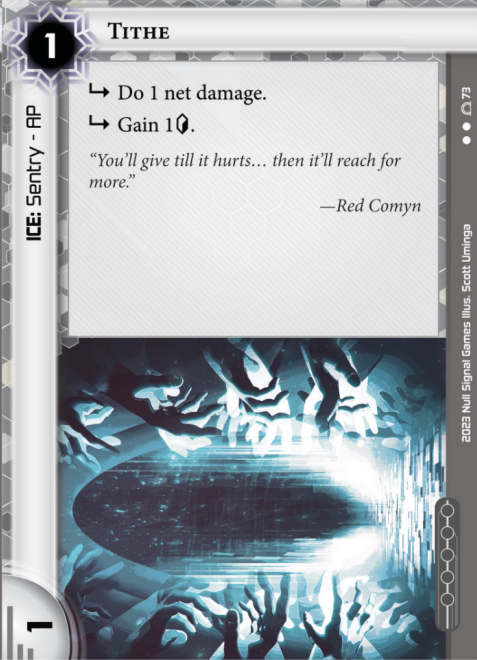 1
Tithe
↳ Do 1 net damage.
↳ Gain 1.
“You’ll give till it hurts… then it’ll reach for
more.”
—Red Comyn
ICE: Sentry - AP
1
73
2023 Null Signal Games Illus. Scott Uminga